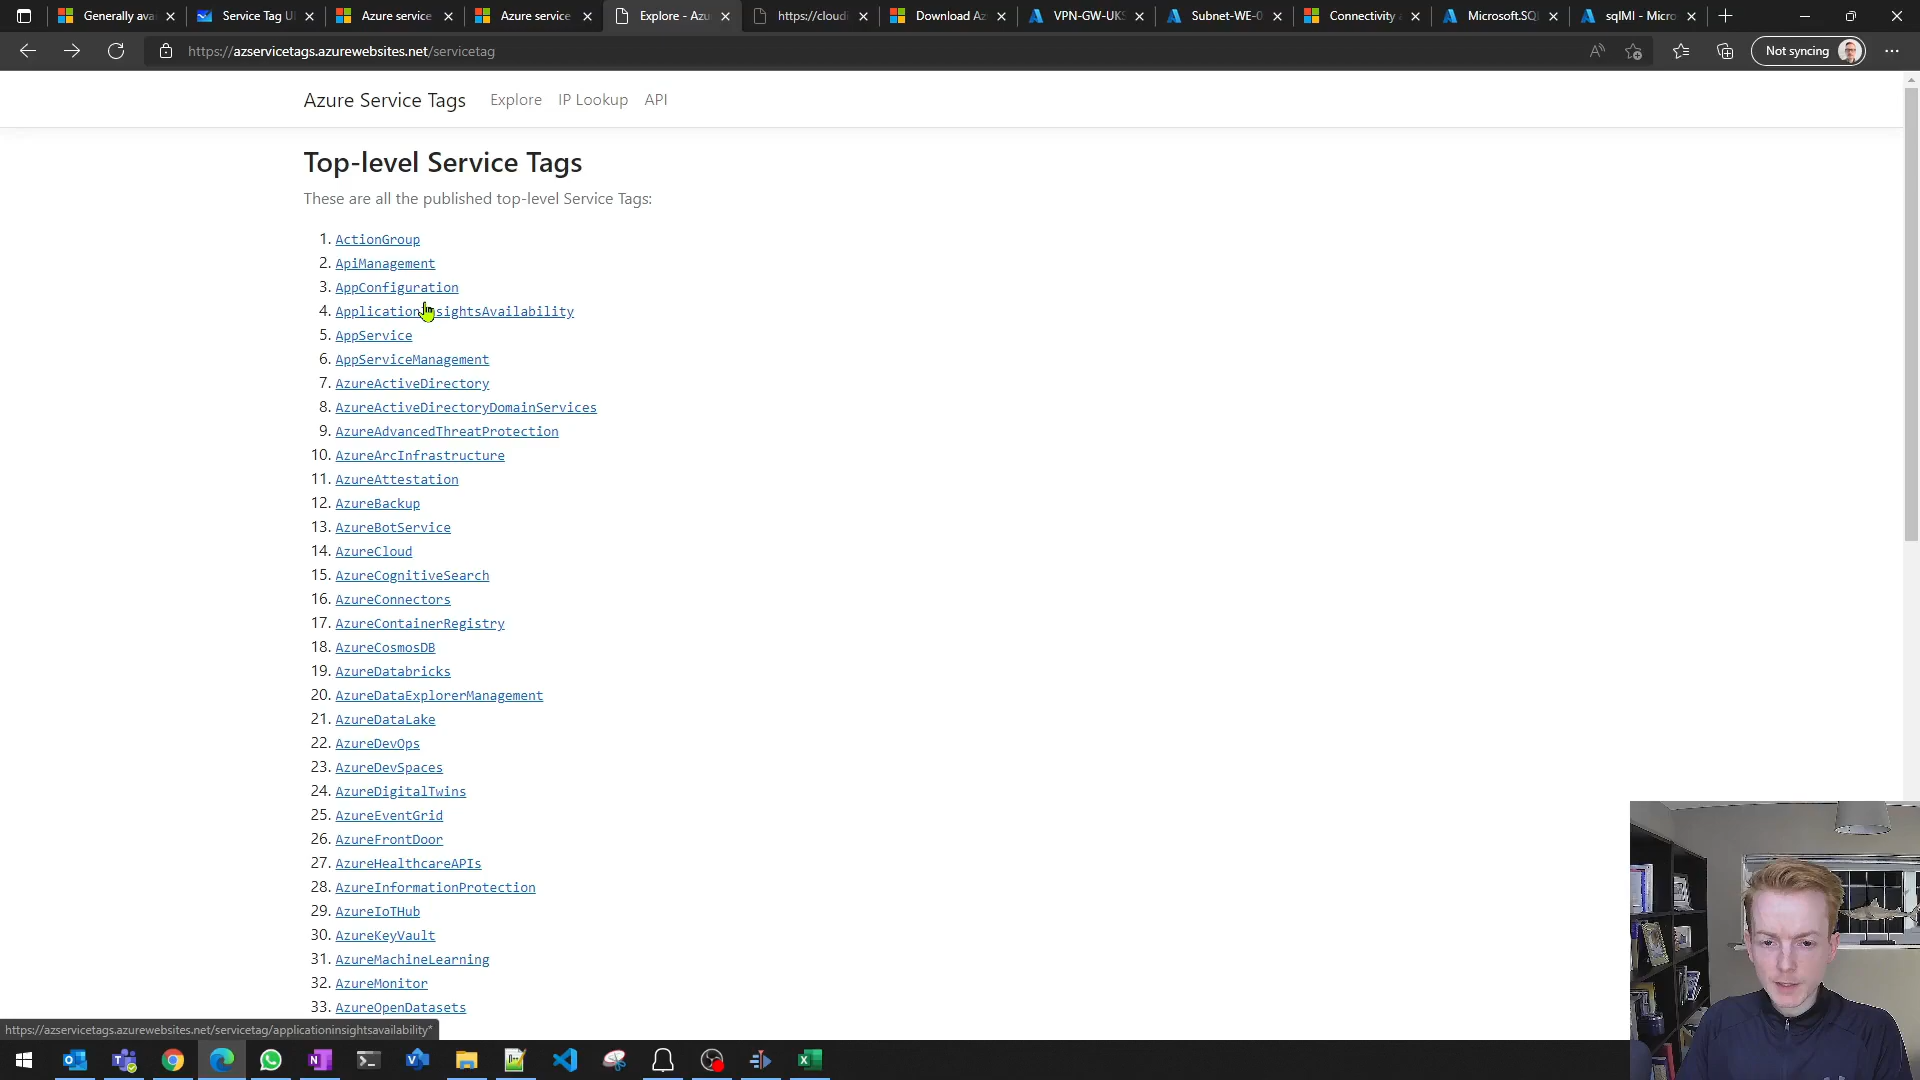 Generally avai
Service Tag U
Azure service
Azure service
Explore - Azu
https://cloud
Download Az
VPN-GW-UKS
Subnet-WE-0
Connectivity a
Microsoft.SQ
sqlMI - Micro
https://azservicetags.azurewebsites.net/servicetag
Not syncing
Azure Service Tags
Explore
IP Lookup
API
Top-level Service Tags
These are all the published top-level Service Tags:
1. ActionGroup
2. ApiManagement
3. AppConfiguration
4. ApplicationInsightsAvailability
5. AppService
6. AppServiceManagement
7. AzureActiveDirectory
8. AzureActiveDirectoryDomainServices
9. AzureAdvancedThreatProtection
10. AzureArcInfrastructure
11. AzureAttestation
12. AzureBackup
13. AzureBotService
14. AzureCloud
15. AzureCognitiveSearch
16. AzureConnectors
17. AzureContainerRegistry
18. AzureCosmosDB
19. AzureDatabricks
20. AzureDataExplorerManagement
21. AzureDataLake
22. AzureDevOps
23. AzureDevSpaces
24. AzureDigitalTwins
25. AzureEventGrid
26. AzureFrontDoor
27. AzureHealthcareAPIs
28. AzureInformationProtection
29. AzureIoTHub
30. AzureKeyVault
31. AzureMachineLearning
32. AzureMonitor
33. AzureOpenDatasets
https://azservicetags.azurewebsites.net/servicetag/applicationinsightsavailability*